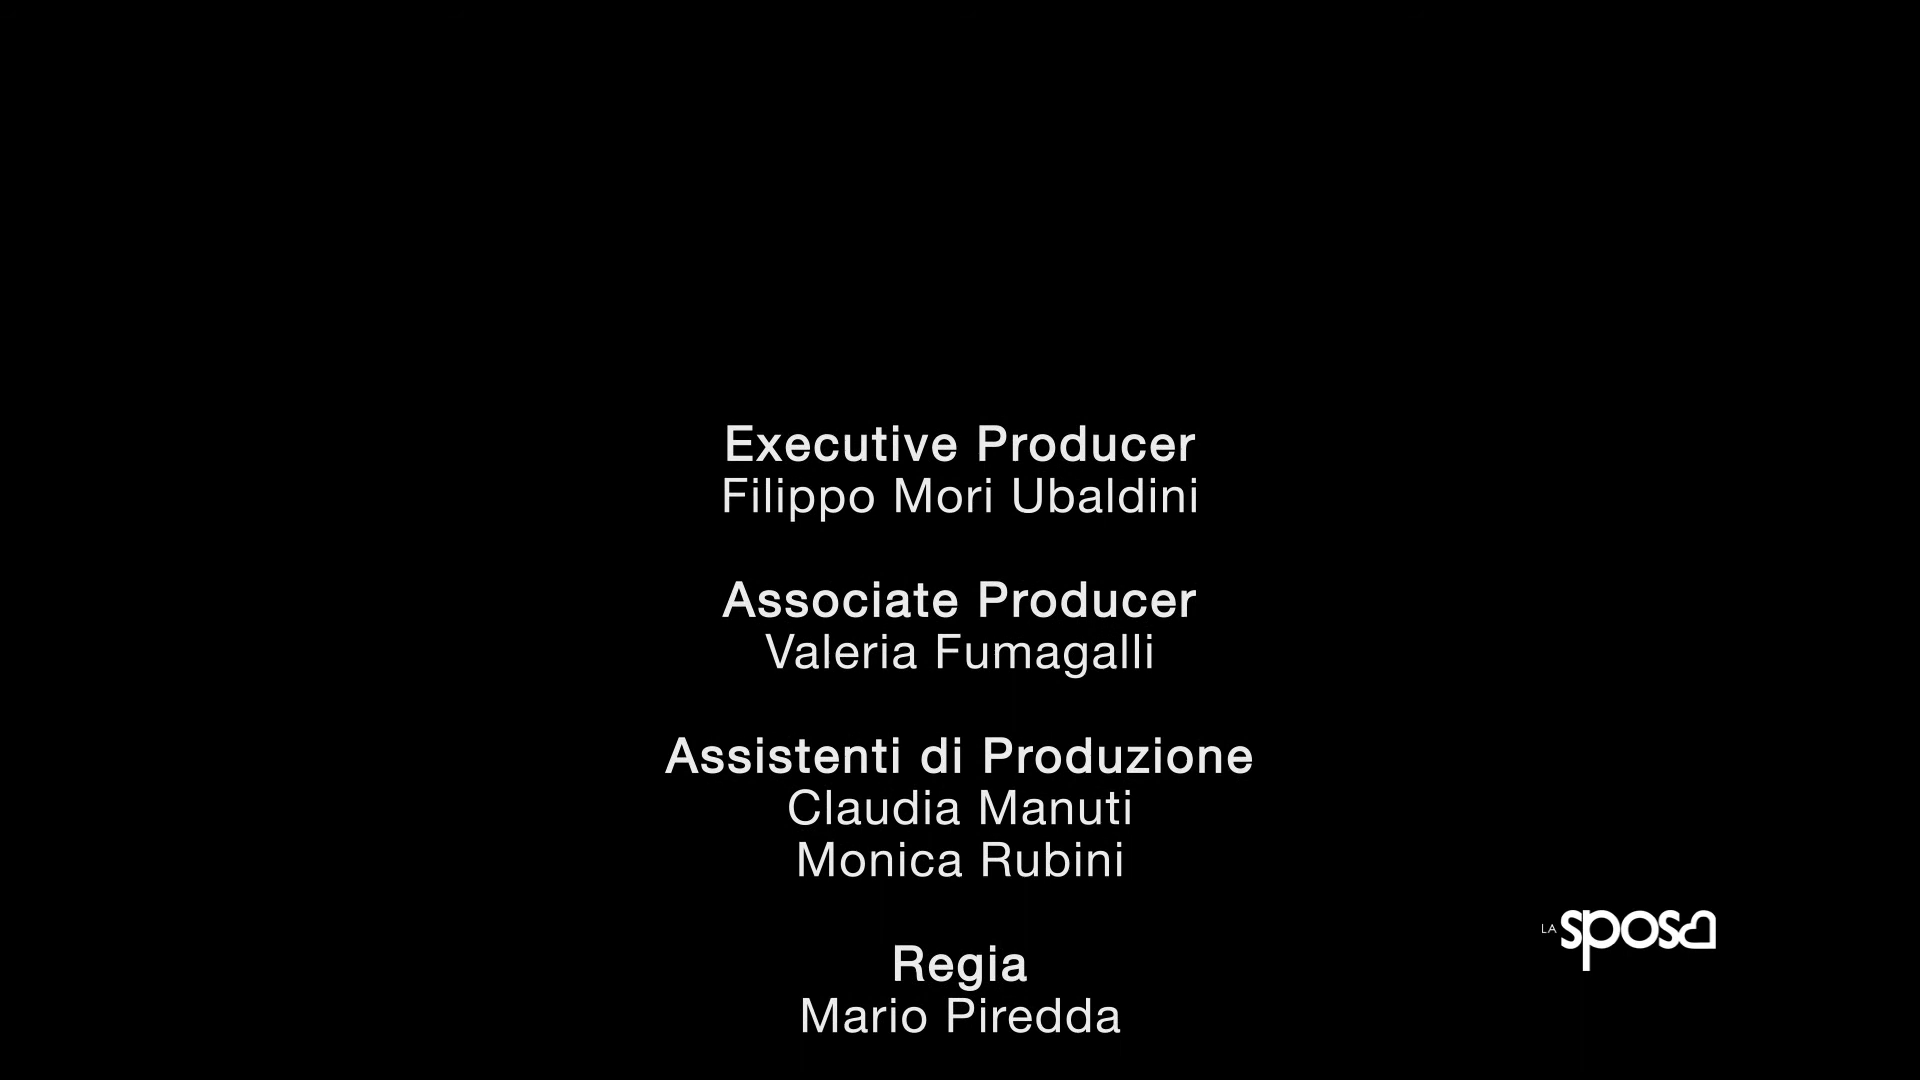 Executive Producer
Filippo Mori Ubaldini
Associate Producer
Valeria Fumagalli
Assistenti di Produzione
Claudia Manuti
Monica Rubini
LA sposa
Regia
Mario Piredda